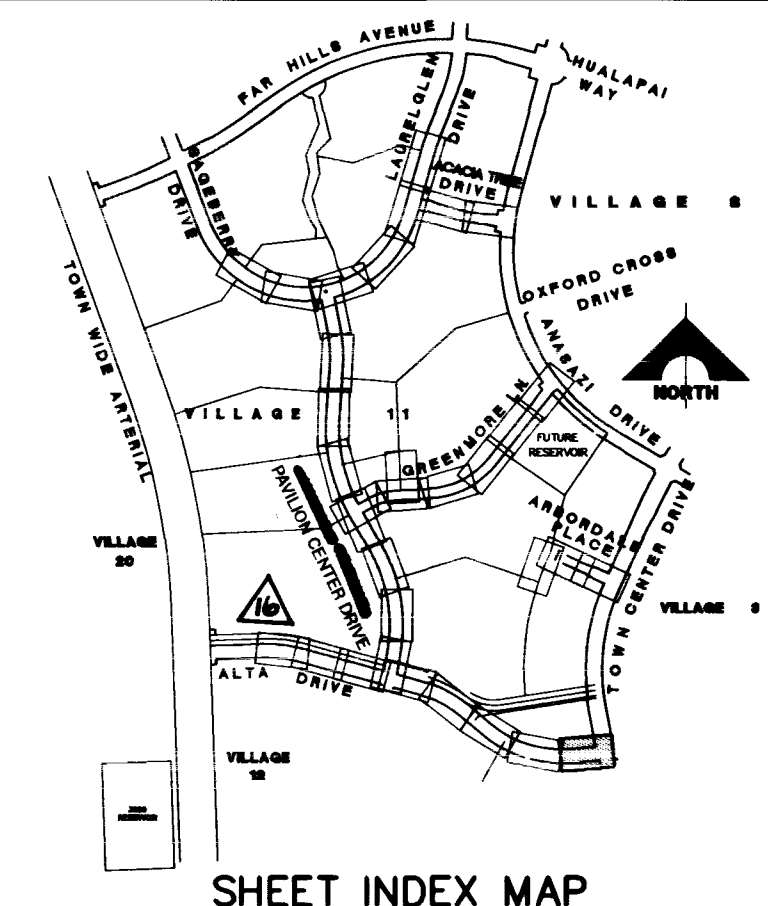 FAR HILLS AVENUE
HUALAPAI
WAY
LAURELGLEN
DRIVE
SAGEBERRY
DRIVE
ACACIA TREE
DRIVE
VILLAGE 8
OXFORD CROSS
DRIVE
TOWN WIDE ARTERIAL
ANASAZI
DRIVE
NORTH
VILLAGE 11
GREENMORE LN.
FUTURE
RESERVOIR
PAVILION CENTER DRIVE
ARBORDALE
PLACE
TOWN CENTER DRIVE
VILLAGE
20
16
VILLAGE 3
ALTA DRIVE
VILLAGE
12
RESERVOIR
SHEET INDEX MAP